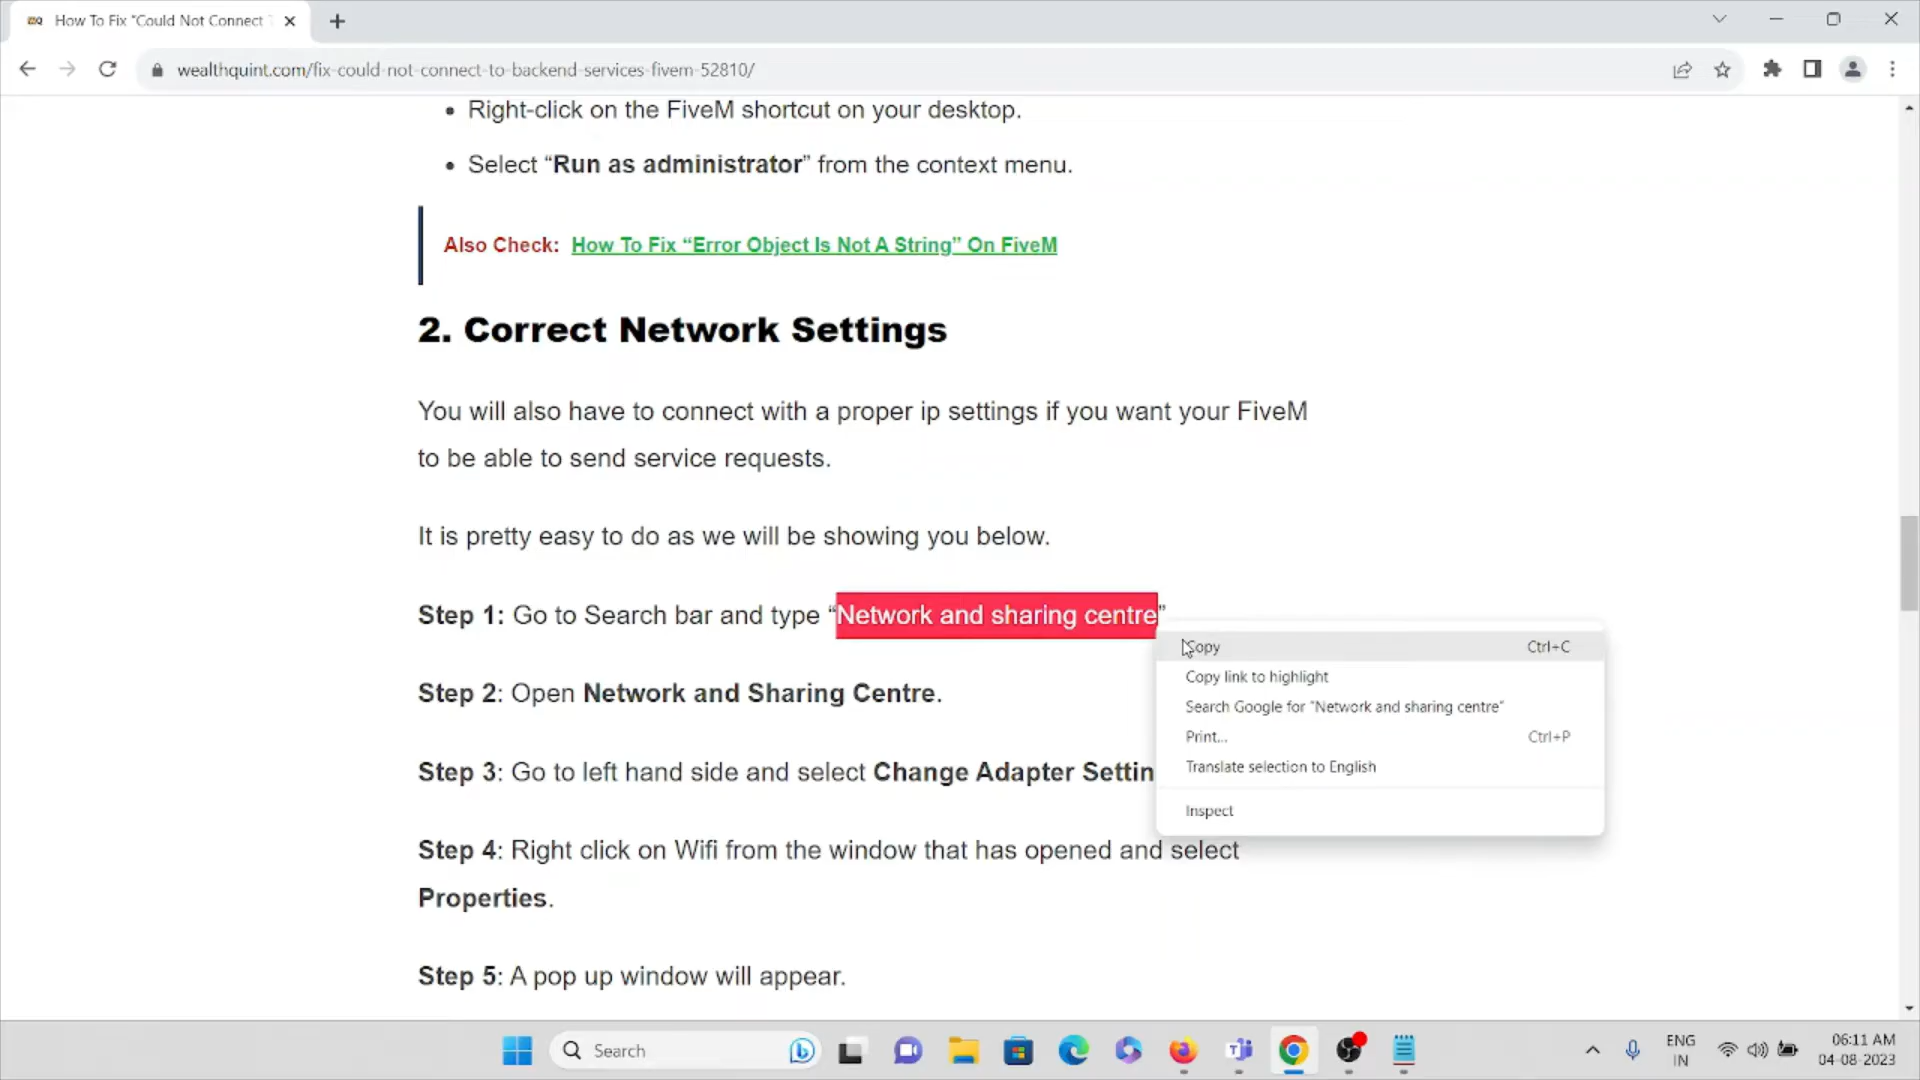 How To Fix "Could Not Connect T
wealthquint.com/fix-could-not-connect-to-backend-services-fivem-52810/
• Right-click on the FiveM shortcut on your desktop.
• Select “Run as administrator” from the context menu.
Also Check: How To Fix “Error Object Is Not A String” On FiveM
2. Correct Network Settings
You will also have to connect with a proper ip settings if you want your FiveM
to be able to send service requests.
It is pretty easy to do as we will be showing you below.
Step 1: Go to Search bar and type “Network and sharing centre”
Copy Ctrl+C
Copy link to highlight
Search Google for "Network and sharing centre"
Print... Ctrl+P
Translate selection to English
Inspect
Step 2: Open Network and Sharing Centre.
Step 3: Go to left hand side and select Change Adapter Settin
Step 4: Right click on Wifi from the window that has opened and select
Properties.
Step 5: A pop up window will appear.
Search
ENG
IN
06:11 AM
04-08-2023